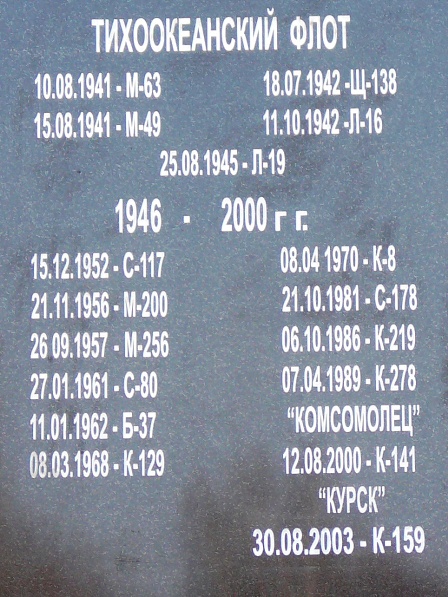 ТИХООКЕАНСКИЙ ФЛОТ
10.08.1941 - М-63
18.07.1942 -Щ-138
15.08.1941 - М-49
11.10.1942 -Л-16
25.08.1945 - Л-19
1946 - 2000 г г.
15.12.1952 - С-117
08.04 1970 - К-8
21.11.1956 - М-200
21.10.1981 - С-178
26.09.1957 - М-256
06.10.1986 - К-219
27.01.1961 - С-80
07.04.1989 - К-278
11.01.1962 - Б-37
“КОМСОМОЛЕЦ”
08.03.1968 - К-129
12.08.2000 - К-141
“КУРСК”
30.08.2003 - К-159